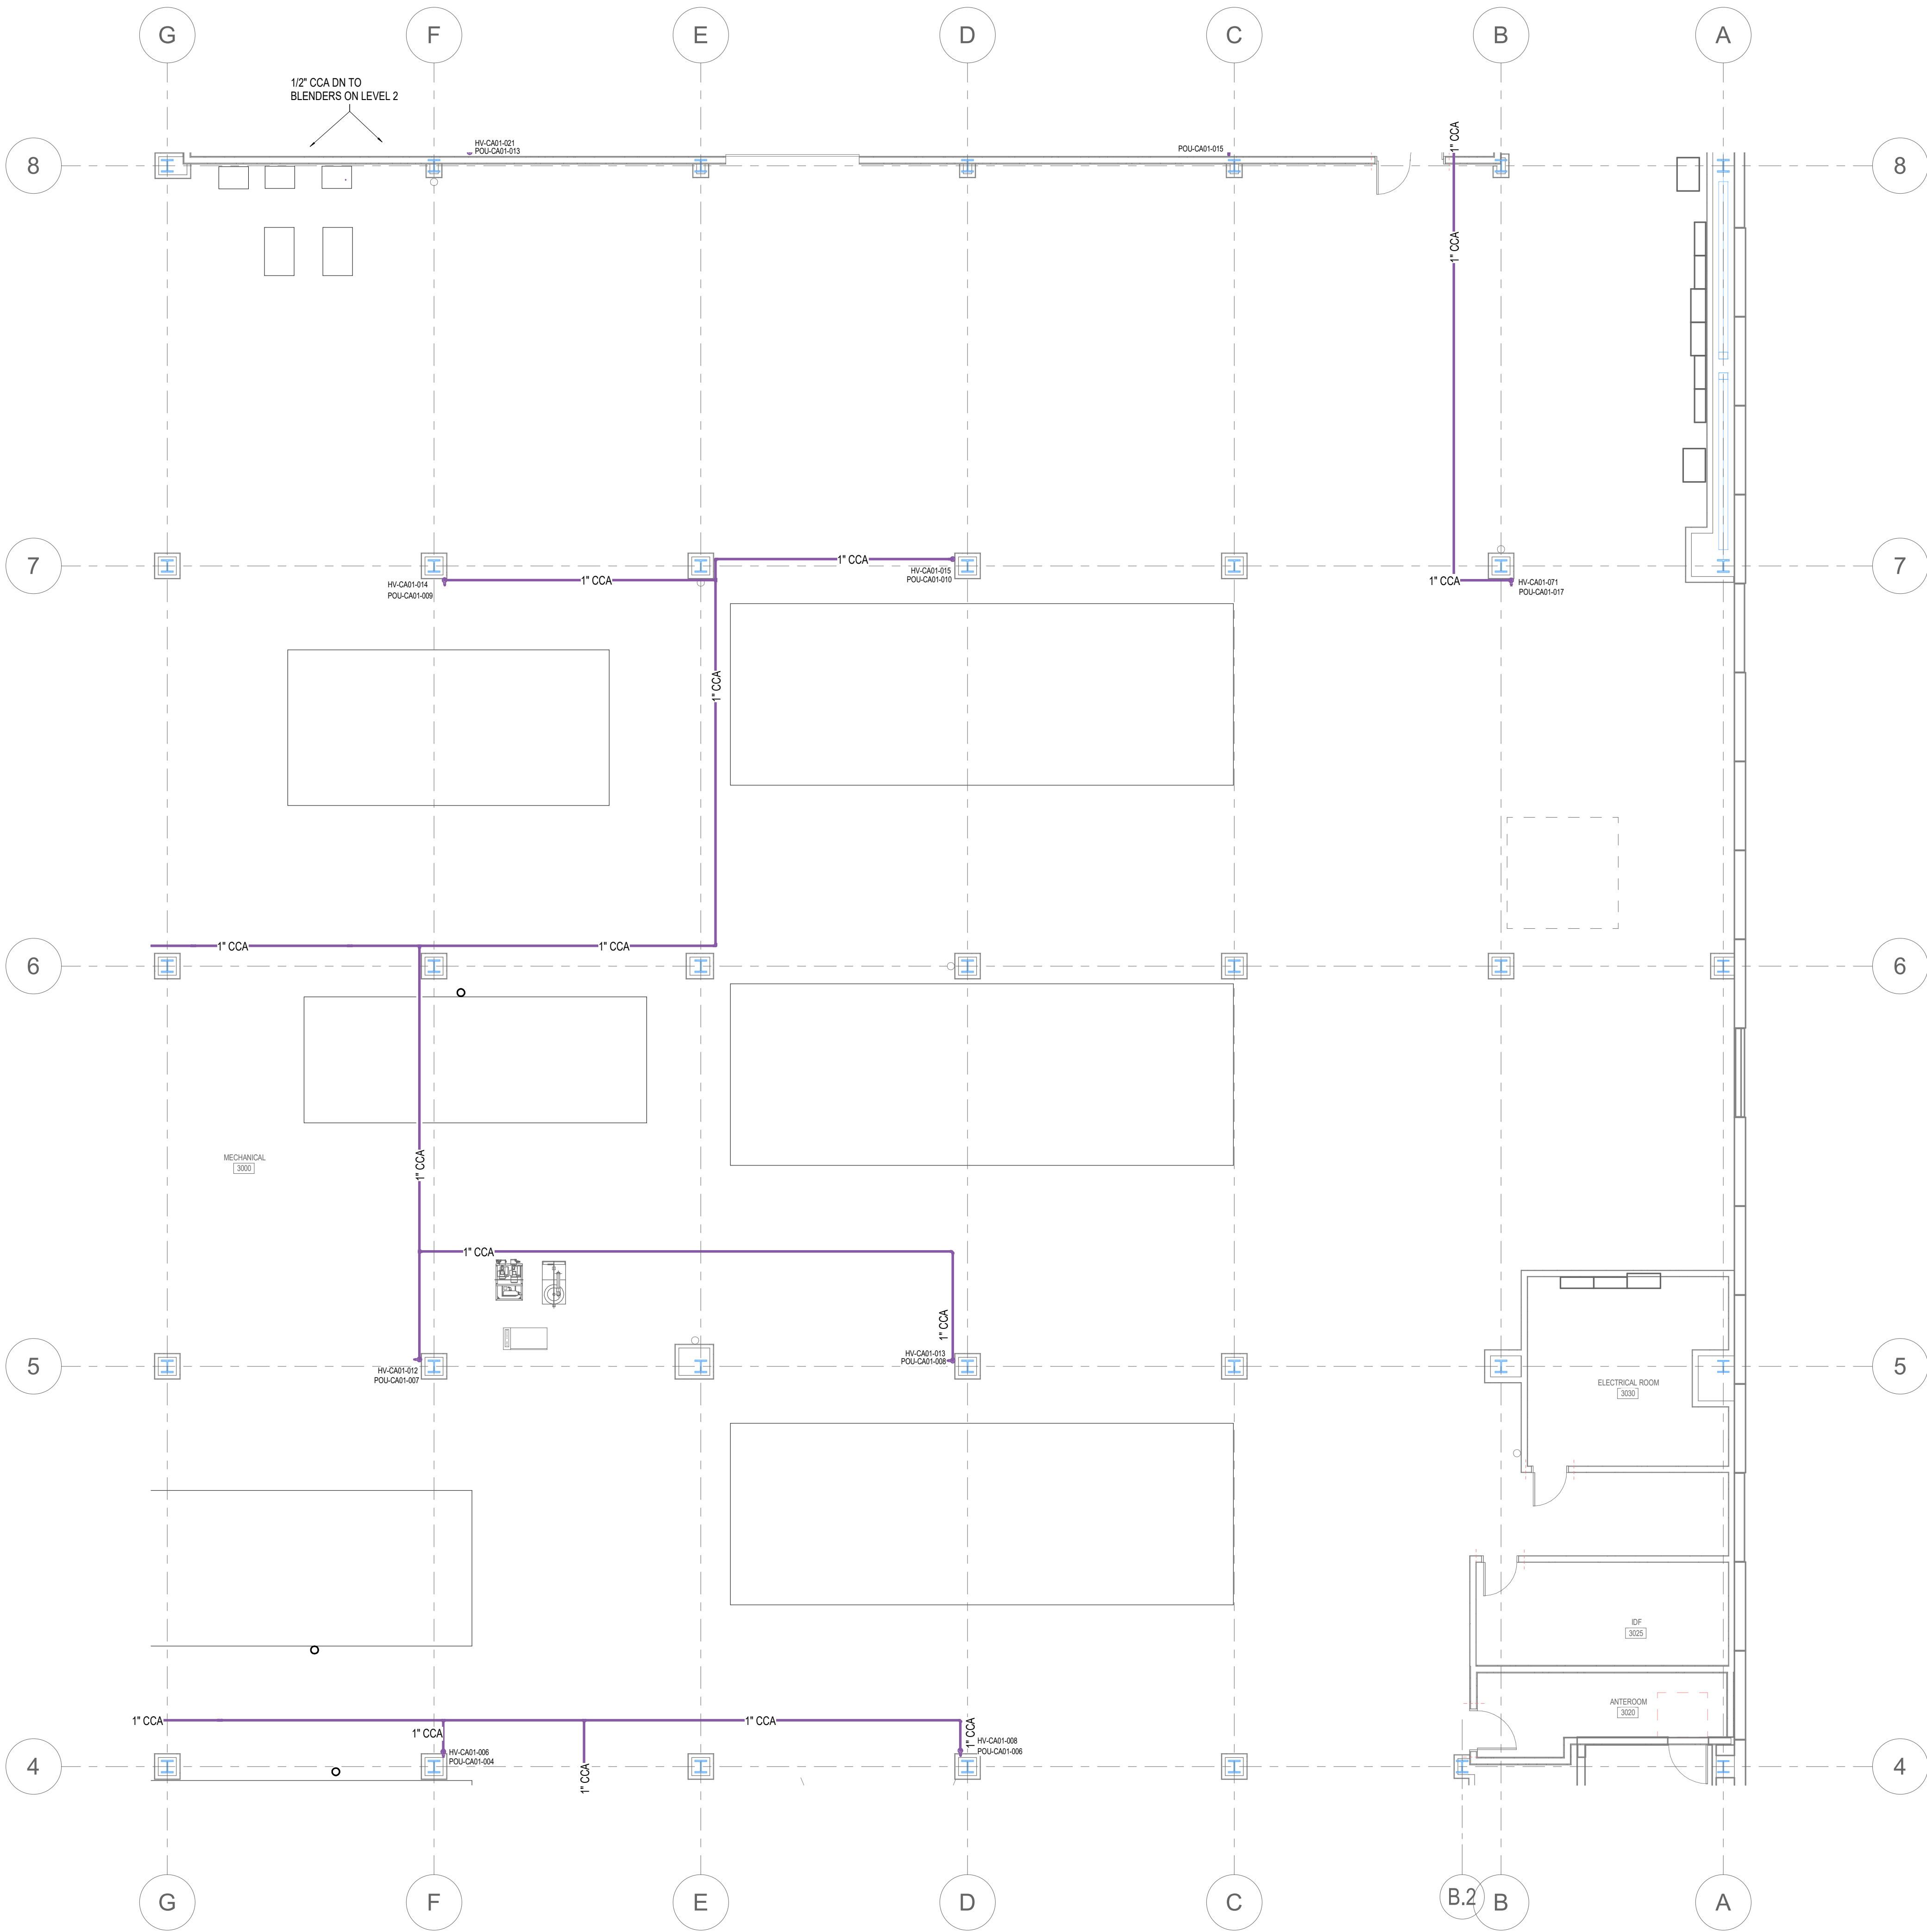 G
F
E
D
C
B
A
1/2" CCA DN TO
BLENDERS ON LEVEL 2
1" CCA
HV-CA01-021
POU-CA01-013
POU-CA01-015
8
8
1" CCA
7
1" CCA
1" CCA
HV-CA01-014
POU-CA01-009
HV-CA01-015
POU-CA01-010
1" CCA
HV-CA01-071
POU-CA01-017
7
1" CCA
1" CCA
1" CCA
6
6
MECHANICAL
3000
1" CCA
1" CCA
1" CCA
HV-CA01-013
POU-CA01-008
5
HV-CA01-012
POU-CA01-007
ELECTRICAL ROOM
3030
5
IDF
3025
ANTEROOM
3020
1" CCA
1" CCA
1" CCA
1" CCA
HV-CA01-008
POU-CA01-006
HV-CA01-006
POU-CA01-004
1" CCA
4
4
G
F
E
D
C
B.2
B
A